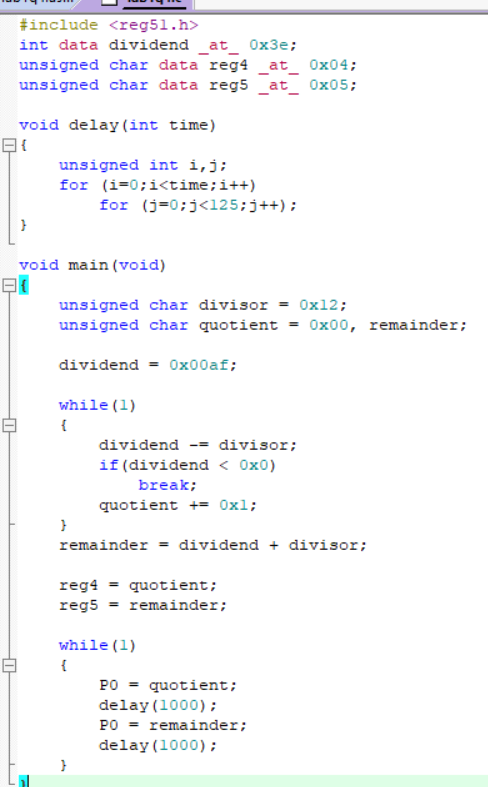 #include <reg51.h>
int data dividend _at_ 0x3e;
unsigned char data reg4 _at_ 0x04;
unsigned char data reg5 _at_ 0x05;

void delay(int time)
{
    unsigned int i,j;
    for (i=0;i<time;i++)
        for (j=0;j<125;j++);
}

void main(void)
{
    unsigned char divisor = 0x12;
    unsigned char quotient = 0x00, remainder;

    dividend = 0x00af;

    while(1)
    {
        dividend -= divisor;
        if(dividend < 0x0)
            break;
        quotient += 0x1;
    }
    remainder = dividend + divisor;

    reg4 = quotient;
    reg5 = remainder;

    while(1)
    {
        P0 = quotient;
        delay(1000);
        P0 = remainder;
        delay(1000);
    }
}